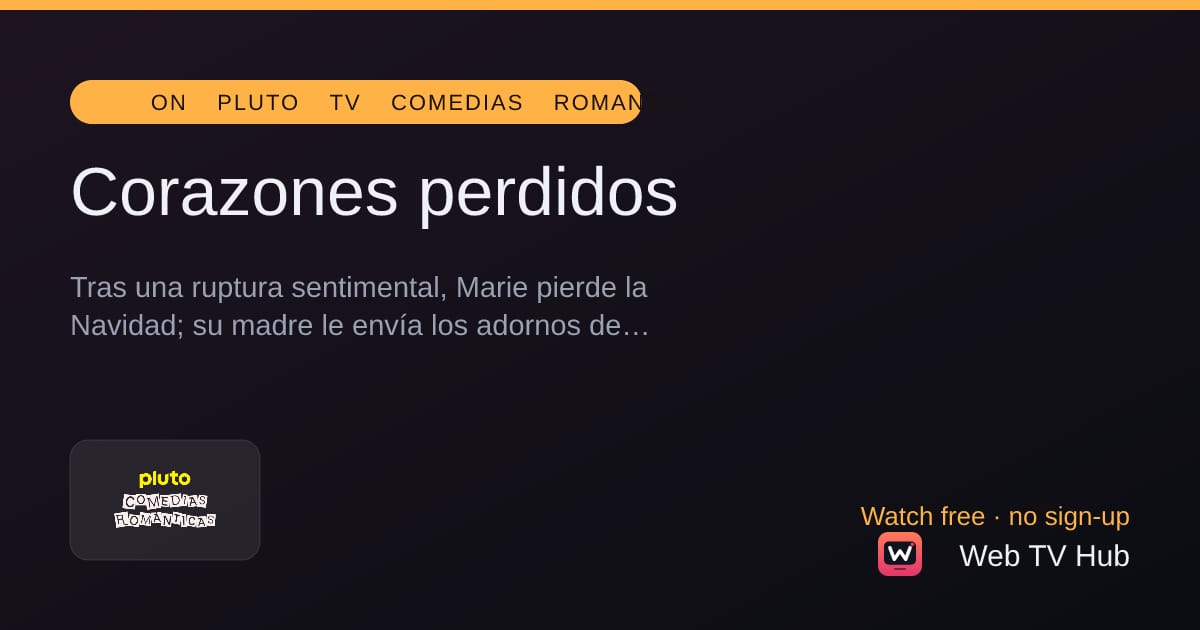 ON PLUTO TV COMEDIAS ROMAN
Corazones perdidos
Tras una ruptura sentimental, Marie pierde la
Navidad; su madre le envía los adornos de…
pluto
COMEDIAS
ROMANTICAS
Watch free · no sign-up
W
Web TV Hub